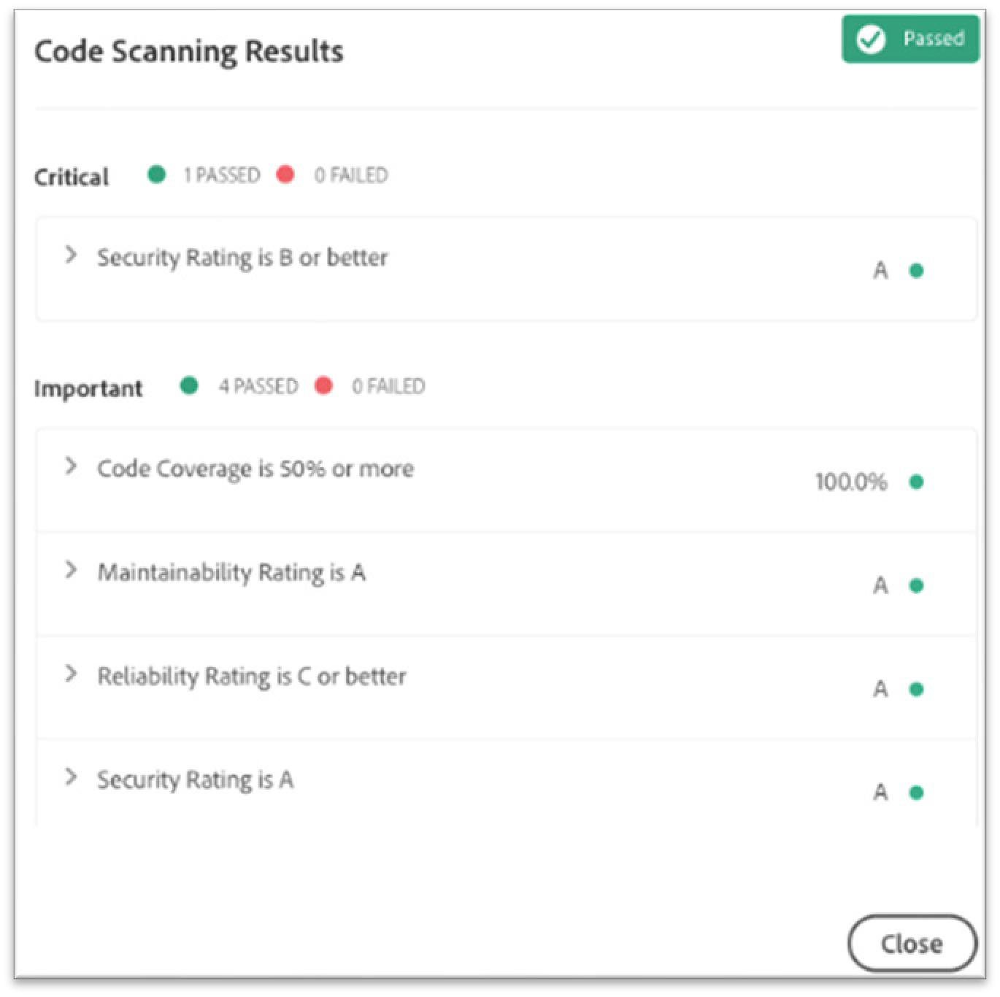 Code Scanning Results
Passed
Critical 1 PASSED 0 FAILED
Security Rating is B or better
A
Important 4 PASSED 0 FAILED
Code Coverage is 50% or more
100.0%
Maintainability Rating is A
A
Reliability Rating is C or better
A
Security Rating is A
A
Close